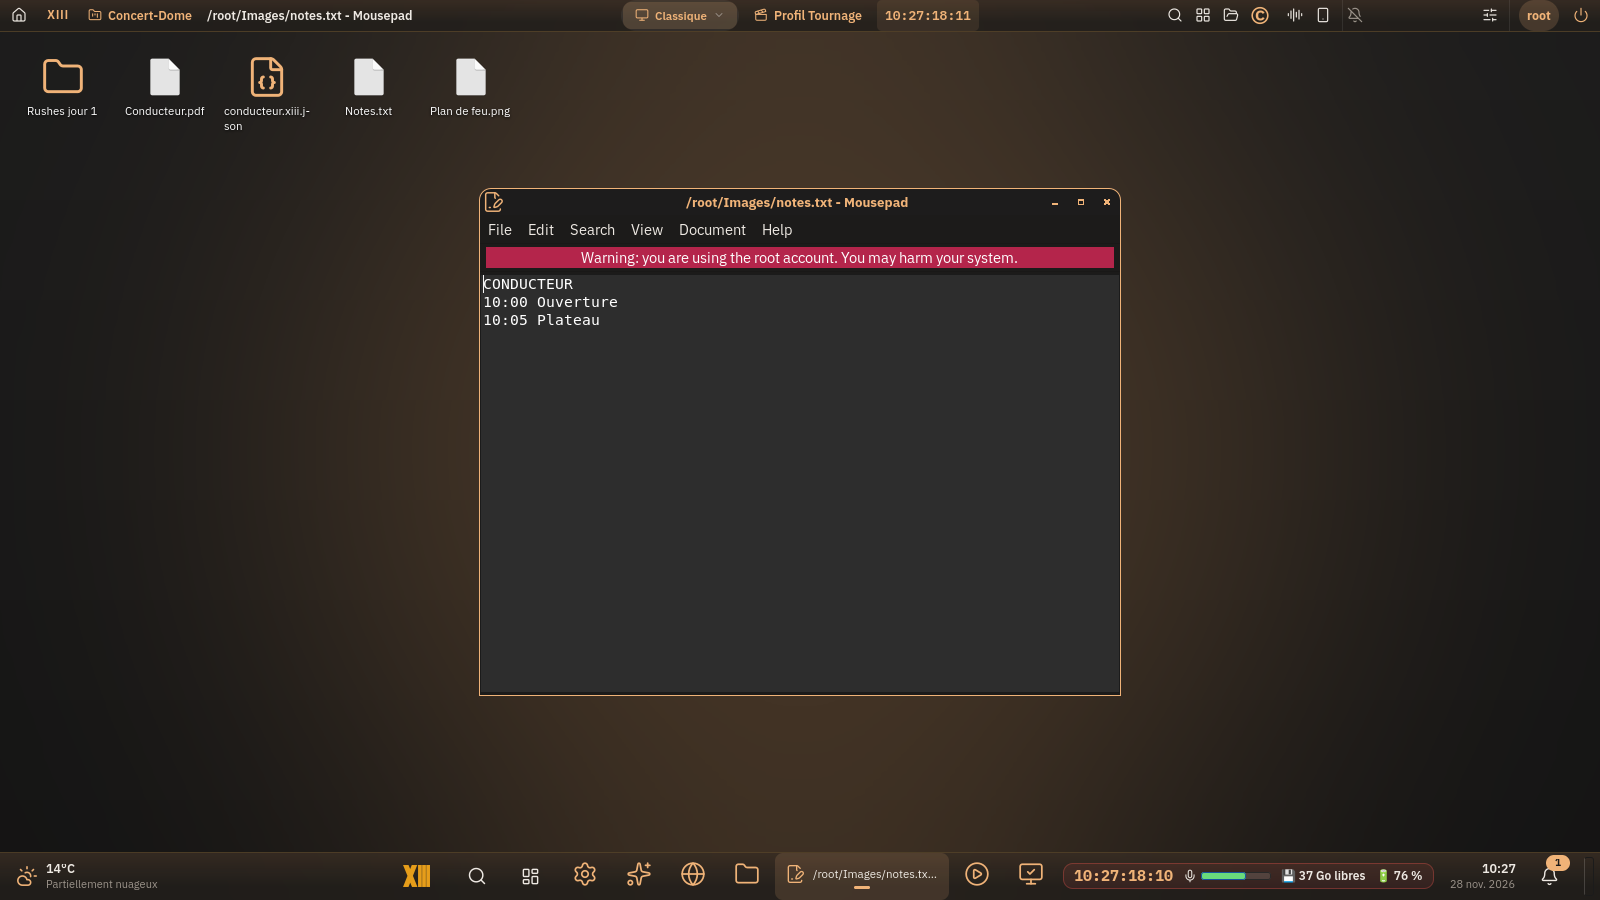 XIII Concert-Dome /root/Images/notes.txt - Mousepad Classique Profil Tournage 10:27:18:11 root
Rushes jour 1
Conducteur.pdf
conducteur.xiii.j-
son
Notes.txt
Plan de feu.png
/root/Images/notes.txt - Mousepad
File Edit Search View Document Help
Warning: you are using the root account. You may harm your system.
CONDUCTEUR
10:00 Ouverture
10:05 Plateau
14°C
Partiellement nuageux
XIII
/root/Images/notes.tx...
10:27:18:10 37 Go libres 76 %
10:27
28 nov. 2026
1